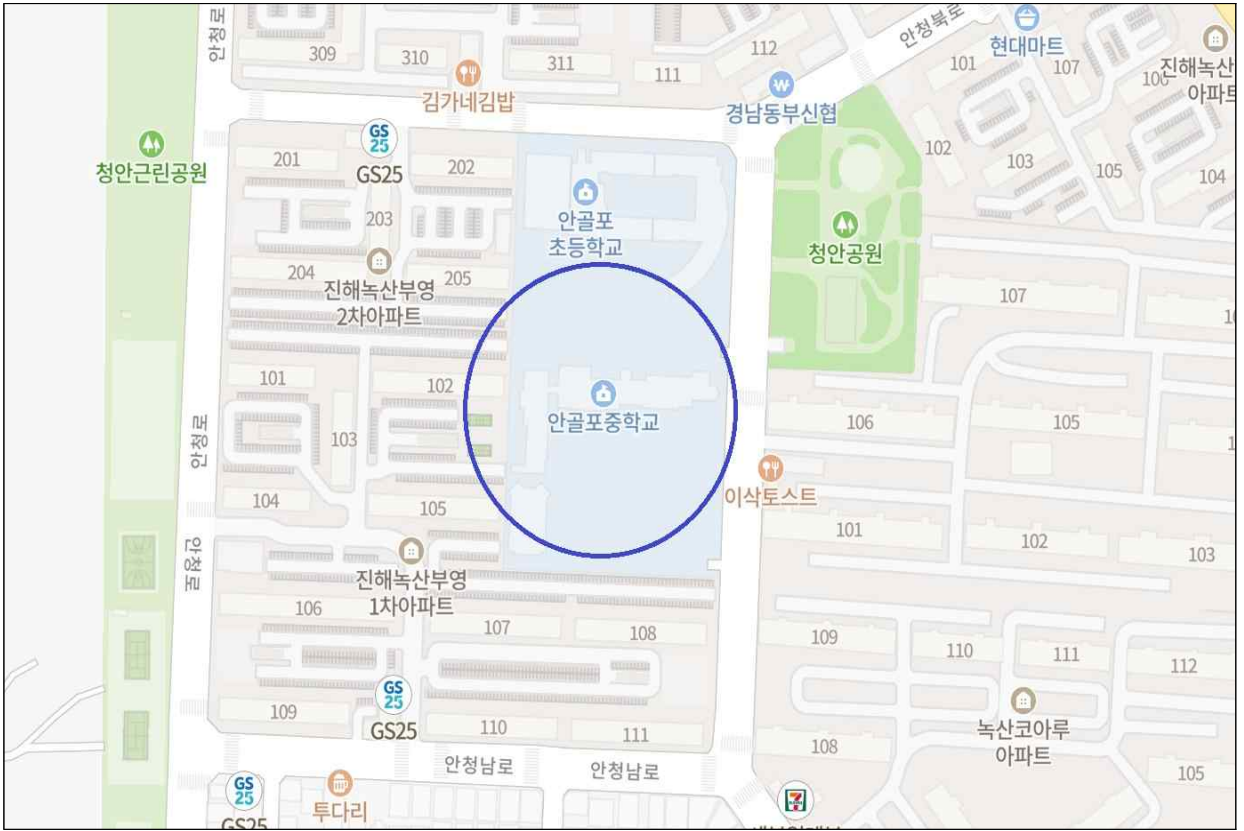 안청로
309
310
311
111
112
안청북로
현대마트
101
107
진해녹산
아파트
김가네김밥
경남동부신협
청안근린공원
201
GS
25
GS25
202
203
안골포
초등학교
102
103
105
104
청안공원
204
205
진해녹산부영
2차아파트
107
101
102
안골포중학교
106
105
안청로
103
104
105
이삭토스트
101
102
103
안청로
진해녹산부영
1차아파트
106
107
108
109
110
111
112
GS
25
GS25
109
110
111
108
녹산코아루
아파트
105
안청남로
안청남로
GS
25
GS25
투다리